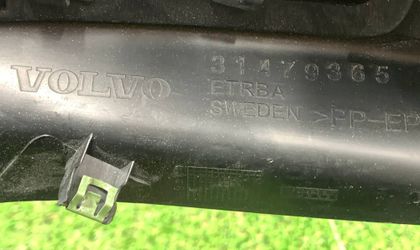 VOLVO 31479365
ETRBA
SWEDEN >PP-EP